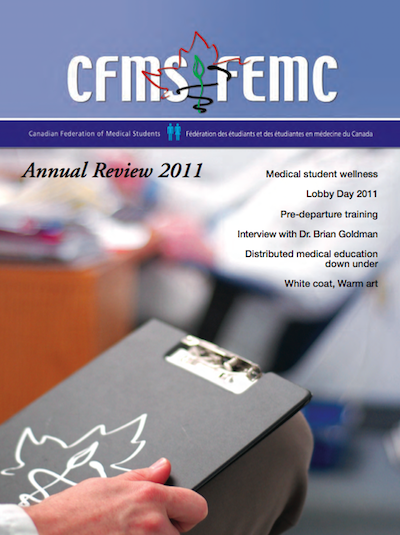 CFMS FEMC
Canadian Federation of Medical Students Fédération des étudiants et des étudiantes en médecine du Canada
Annual Review 2011
Medical student wellness
Lobby Day 2011
Pre-departure training
Interview with Dr. Brian Goldman
Distributed medical education
down under
White coat, Warm art